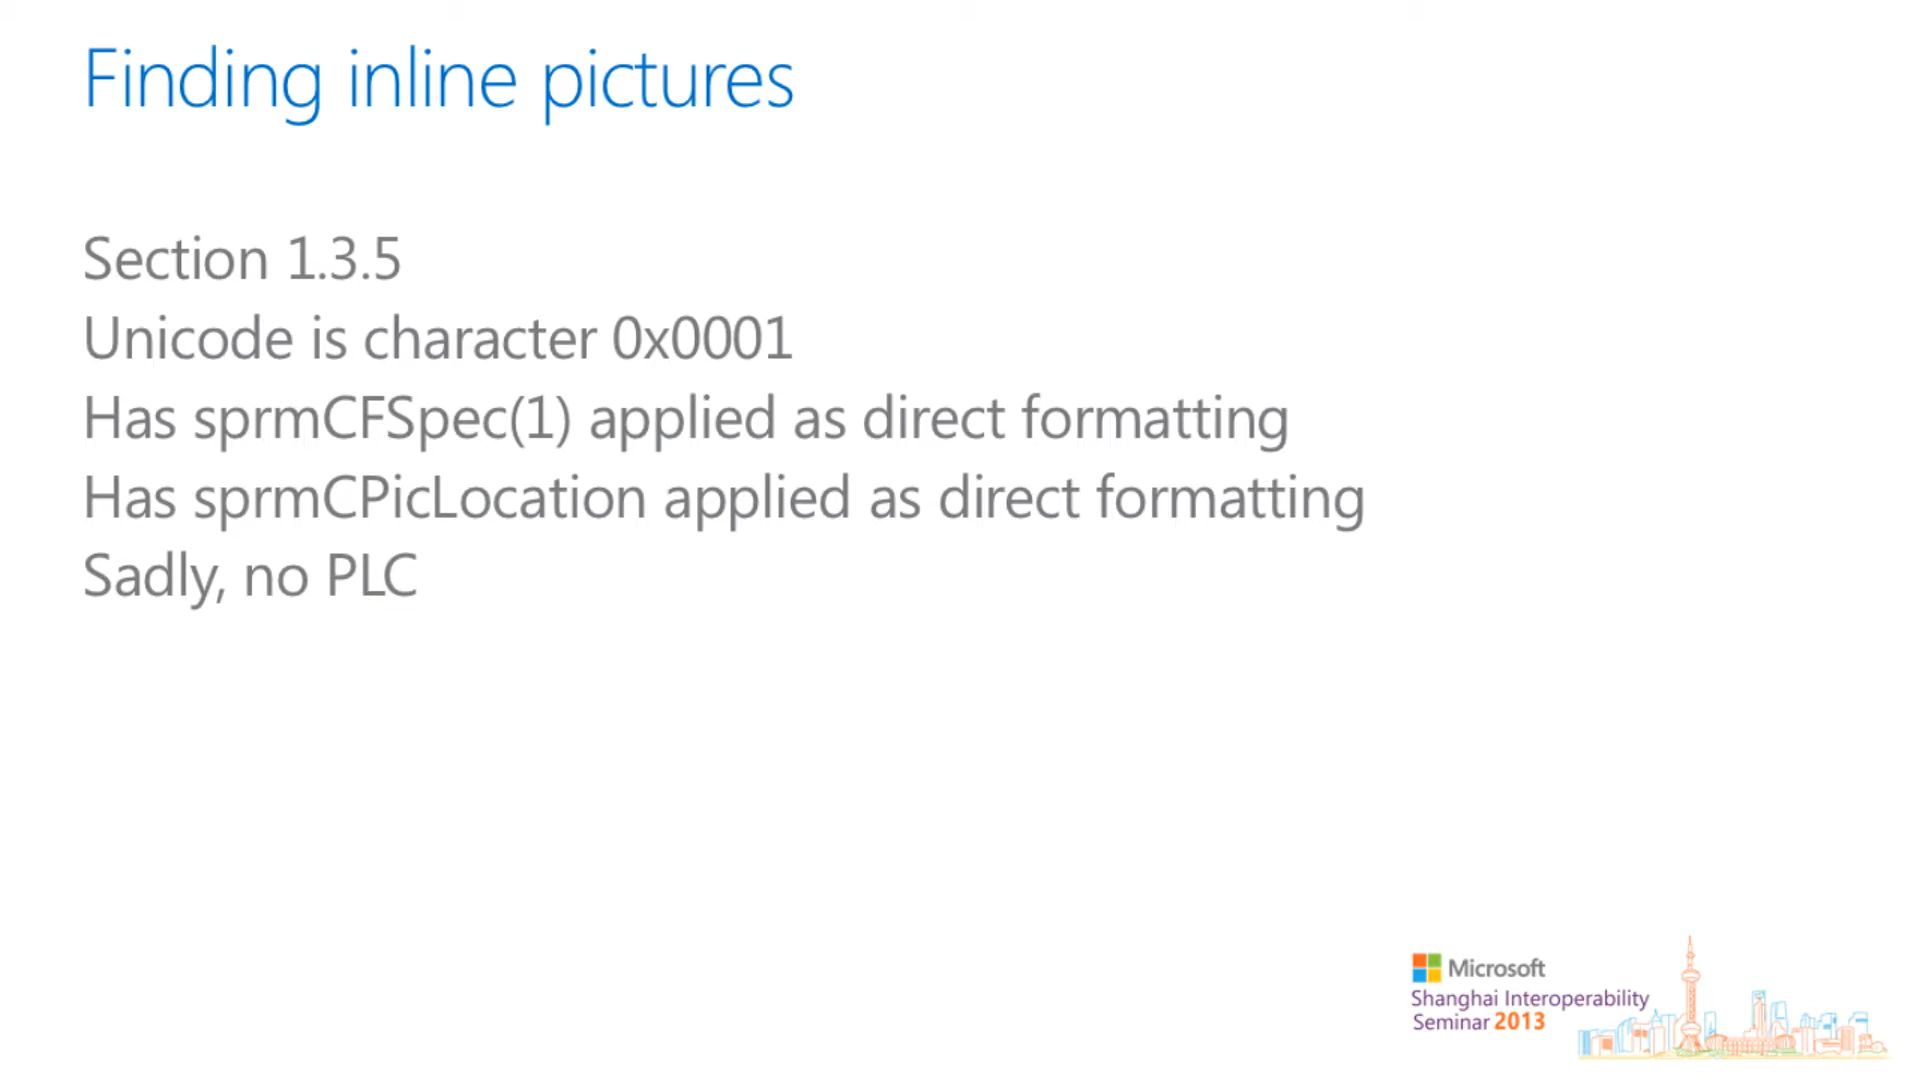 Finding inline pictures
Section 1.3.5
Unicode is character 0x0001
Has sprmCFSpec(1) applied as direct formatting
Has sprmCPicLocation applied as direct formatting
Sadly, no PLC
Microsoft
Shanghai Interoperability
Seminar 2013